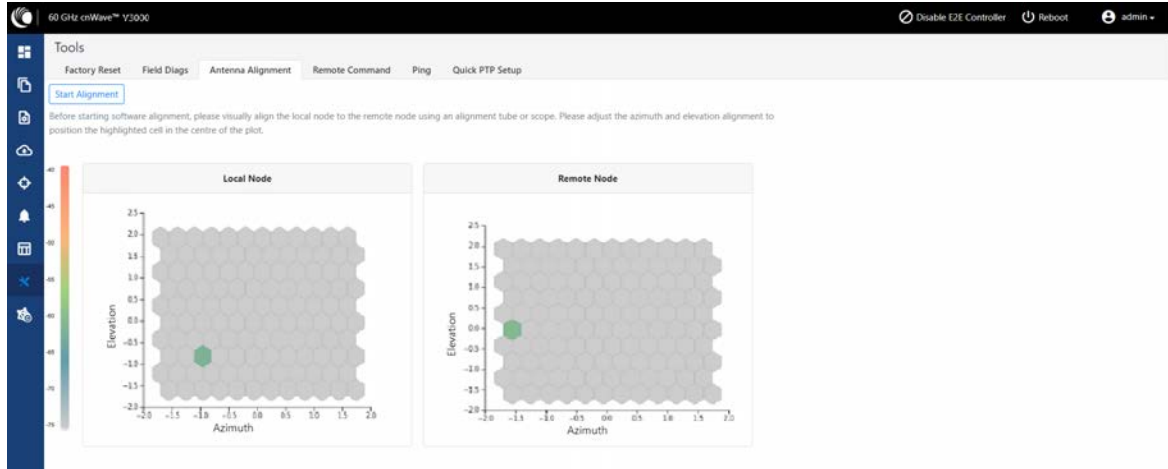 60 GHz cnWave™ V3000
Disable E2E Controller
Reboot
admin
Tools
Factory Reset
Field Diags
Antenna Alignment
Remote Command
Ping
Quick PTP Setup
Start Alignment
Before starting software alignment, please visually align the local node to the remote node using an alignment tube or scope. Please adjust the azimuth and elevation alignment to
position the highlighted cell in the centre of the plot.
-45
-50
-55
-60
-65
-70
Local Node
2.5
2.0
1.5
1.0
0.5
0.0
-0.5
-1.0
-1.5
-2.0
Elevation
-2.0 -1.5 -1.0 -0.5 0.0 0.5 1.0 1.5 2.0
Azimuth
Remote Node
2.5
2.0
1.5
1.0
0.5
0.0
-0.5
-1.0
-1.5
-2.0
Elevation
-2.0 -1.5 -1.0 -0.5 0.0 0.5 1.0 1.5 2.0
Azimuth